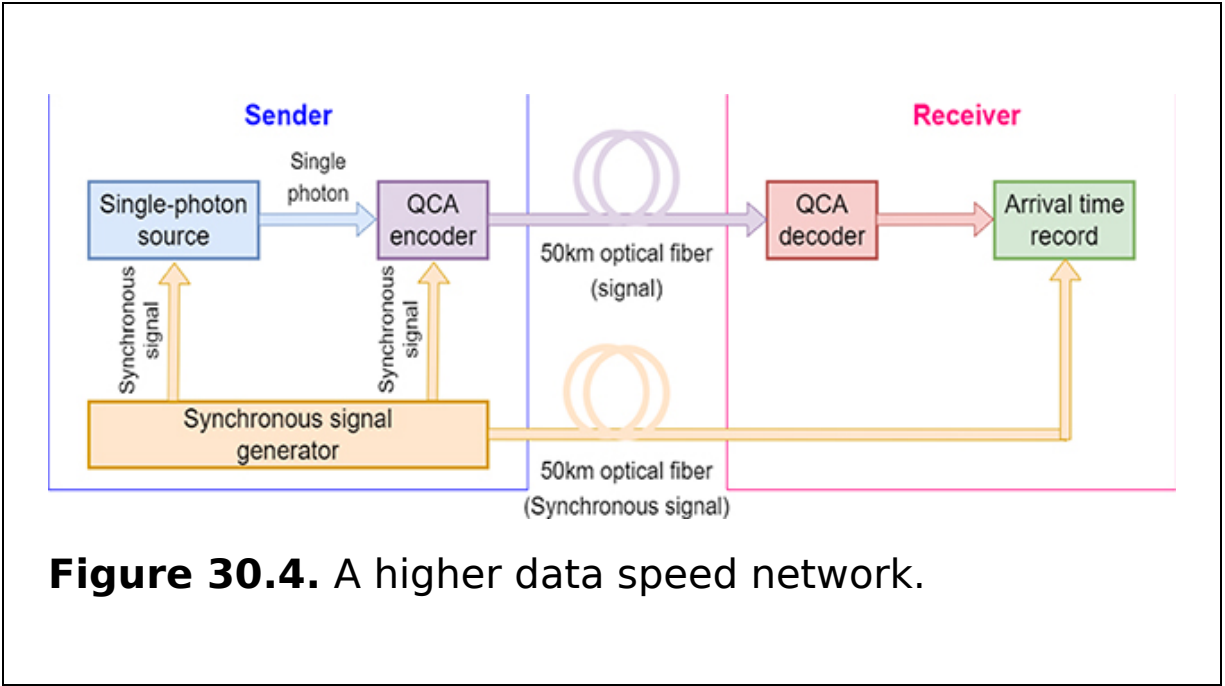 Sender
Receiver
Single
photon
Single-photon
source
QCA
encoder
QCA
decoder
Arrival time
record
50km optical fiber
(signal)
Synchronous
signal
Synchronous
signal
Synchronous signal
generator
50km optical fiber
(Synchronous signal)
Figure 30.4. A higher data speed network.